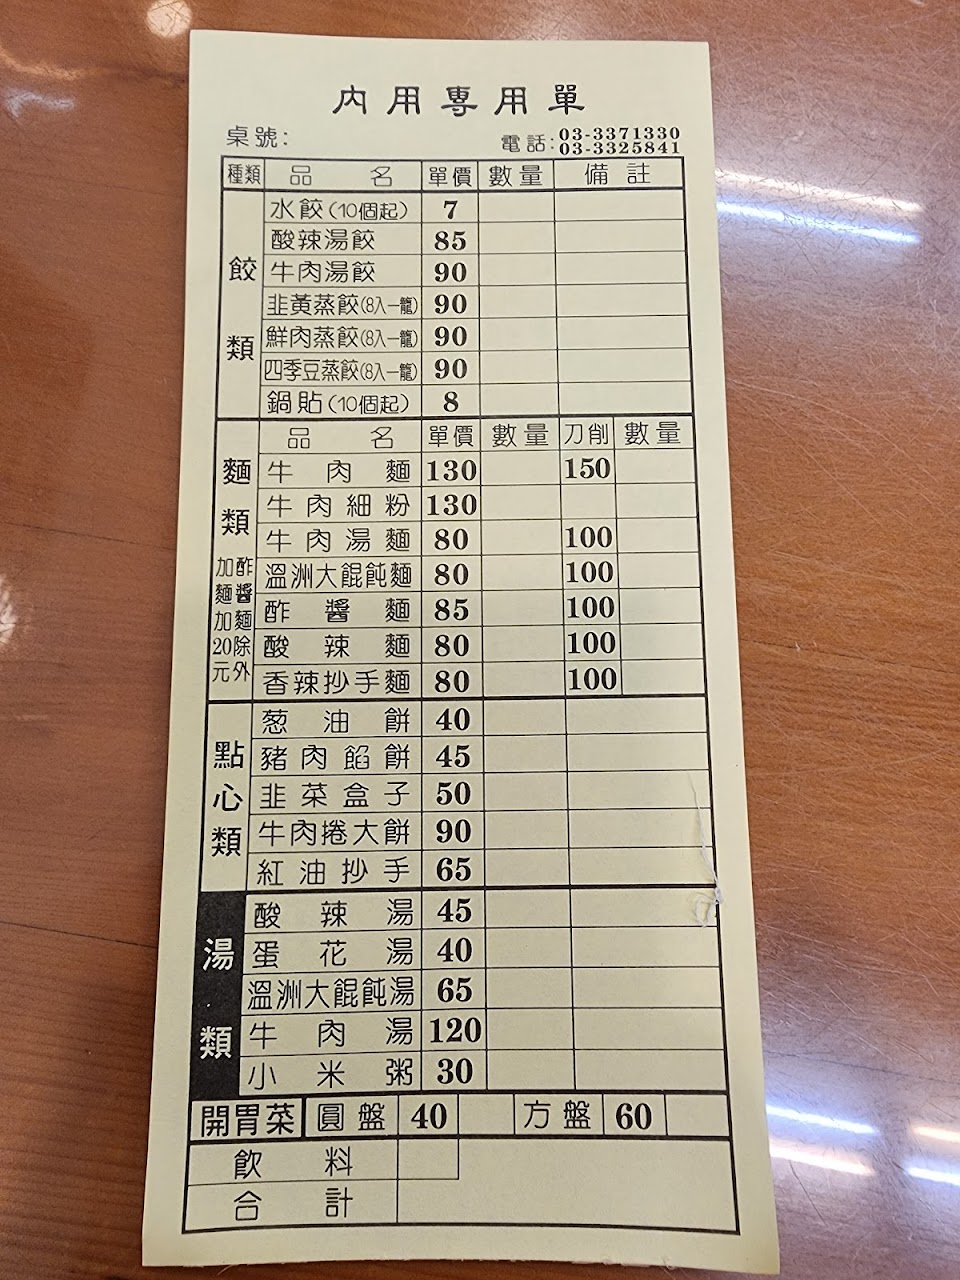 內用專用單
桌號: 電話:03-3371330
03-3325841
種類 品名 單價 數量 備註
餃類
水餃(10個起) 7
酸辣湯餃 85
牛肉湯餃 90
韭黃蒸餃(8入一籠) 90
鮮肉蒸餃(8入一籠) 90
四季豆蒸餃(8入一籠) 90
鍋貼(10個起) 8
麵類
加麵加20元
酢醬麵除外
品名 單價 數量 刀削 數量
牛肉麵 130 150
牛肉細粉 130
牛肉湯麵 80 100
溫洲大餛飩麵 80 100
酢醬麵 85 100
酸辣麵 80 100
香辣抄手麵 80 100
點心類
葱油餅 40
豬肉餡餅 45
韭菜盒子 50
牛肉捲大餅 90
紅油抄手 65
湯類
酸辣湯 45
蛋花湯 40
溫洲大餛飩湯 65
牛肉湯 120
小米粥 30
開胃菜 圓盤 40 方盤 60
飲料
合計